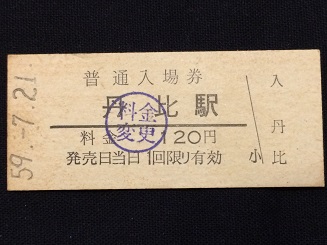 59.-7.21
普通入場券
丹比駅
料金変更
料金120円
発売日当日1回限り有効
入
丹
小比